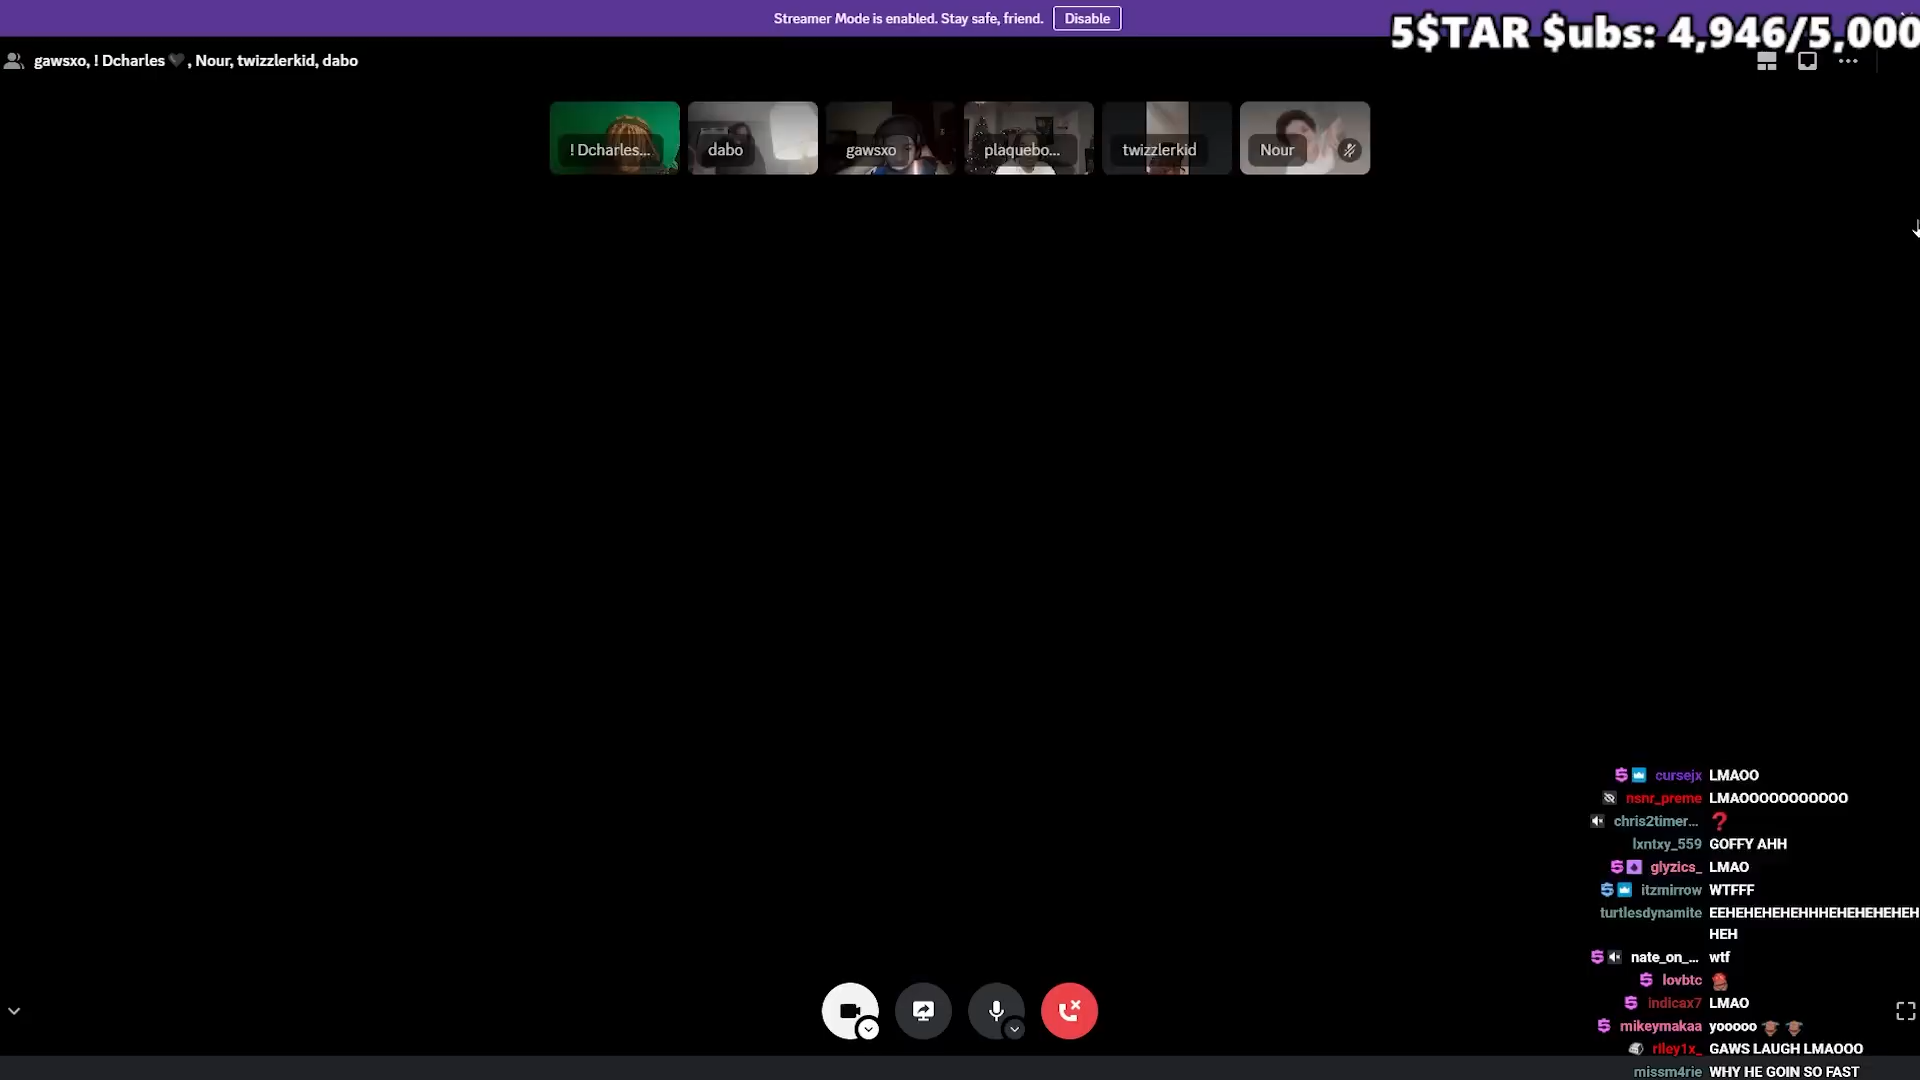 Streamer Mode is enabled. Stay safe, friend. Disable
5$TAR $ubs: 4,946/5,000
gawsxo, ! Dcharles🖤, Nour, twizzlerkid, dabo
! Dcharles... dabo gawsxo plaquebo... twizzlerkid Nour
cursejx LMAOO
nsnr_preme LMAOOOOOOOOOOO
chris2timer... ❓
lxntxy_559 GOFFY AHH
glyzics_ LMAO
itzmirrow WTFFF
turtlesdynamite EEHEHEHEHEHHHEHEHEHEHEH
HEH
nate_on_... wtf
lovbtc
indicax7 LMAO
mikeymakaa yooooo
rlley1x_ GAWS LAUGH LMAOOO
missm4rie WHY HE GOIN SO FAST